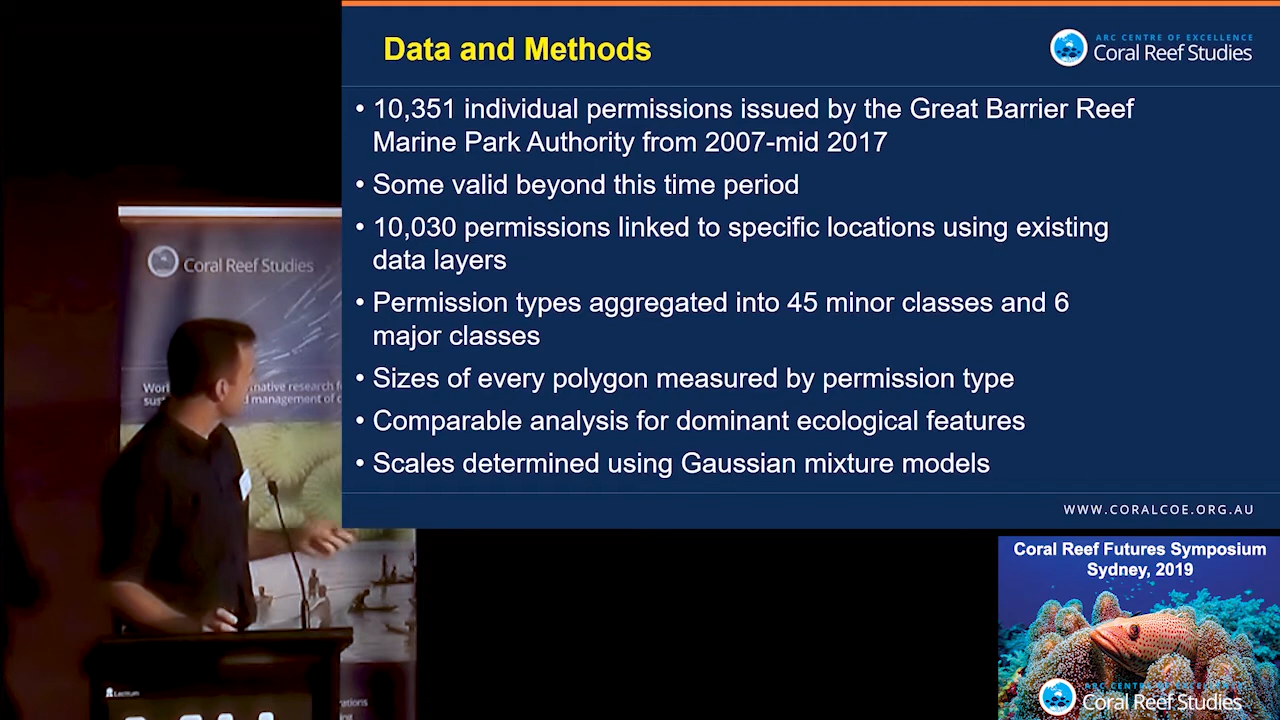 Data and Methods
ARC CENTRE OF EXCELLENCE
Coral Reef Studies
• 10,351 individual permissions issued by the Great Barrier Reef
Marine Park Authority from 2007-mid 2017
• Some valid beyond this time period
• 10,030 permissions linked to specific locations using existing
data layers
• Permission types aggregated into 45 minor classes and 6
major classes
• Sizes of every polygon measured by permission type
• Comparable analysis for dominant ecological features
• Scales determined using Gaussian mixture models
WWW.CORALCOE.ORG.AU
Coral Reef Studies
research
management of
Coral Reef Futures Symposium
Sydney, 2019
ARC CENTRE OF EXCELLENCE
Coral Reef Studies